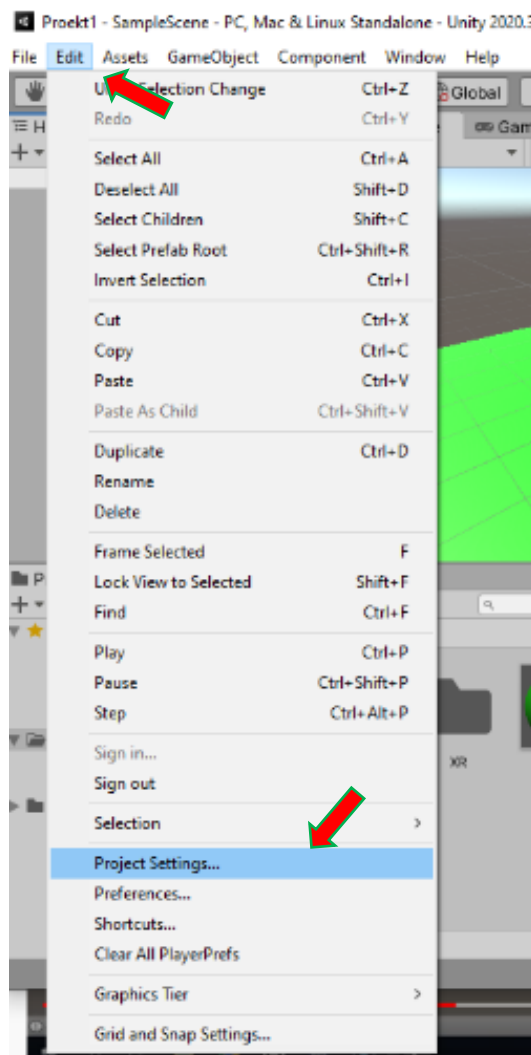 Proekt1 - SampleScene - PC, Mac & Linux Standalone - Unity 2020.3
File Edit Assets GameObject Component Window Help
Selection Change Ctrl+Z
Global
Redo Ctrl+Y
H
Gam
Select All Ctrl+A
Deselect All Shift+D
Select Children Shift+C
Select Prefab Root Ctrl+Shift+R
Invert Selection Ctrl+I
Cut Ctrl+X
Copy Ctrl+C
Paste Ctrl+V
Paste As Child Ctrl+Shift+V
Duplicate Ctrl+D
Rename
Delete
Frame Selected F
P
Lock View to Selected Shift+F
Find Ctrl+F
Play Ctrl+P
Pause Ctrl+Shift+P
Step Ctrl+Alt+P
Sign in...
XR
Sign out
Selection >
Project Settings...
Preferences...
Shortcuts...
Clear All PlayerPrefs
Graphics Tier >
Grid and Snap Settings...